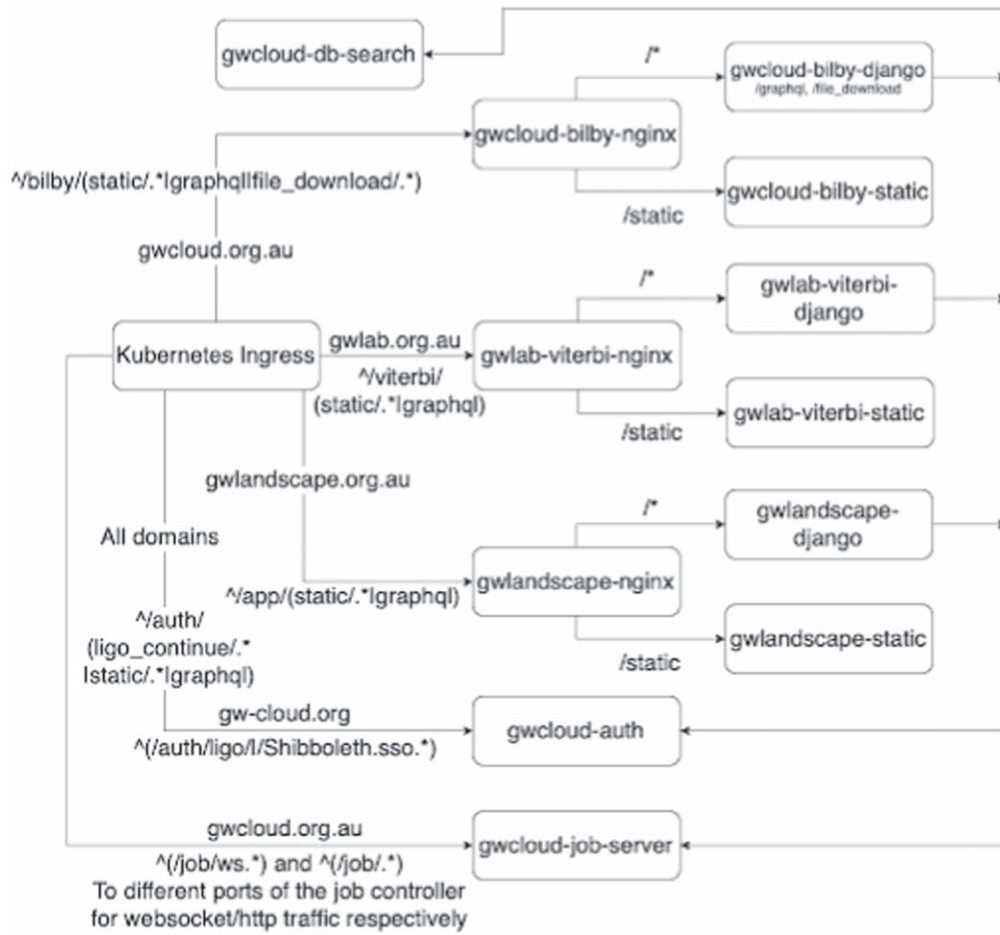 gwcloud-db-search
/*
gwcloud-bilby-django
/graphql, /file_download
gwcloud-bilby-nginx
^/bilby/(static/.*|graphql|file_download/.*)
gwcloud-bilby-static
/static
gwcloud.org.au
/*
gwlab-viterbi-
django
Kubernetes Ingress
gwlab.org.au
gwlab-viterbi-nginx
^/viterbi/
(static/.*|graphql)
gwlab-viterbi-static
/static
gwlandscape.org.au
/*
gwlandscape-
django
All domains
gwlandscape-nginx
^/app/(static/.*|graphql)
^/auth/
(ligo_continue/.*
|static/.*|graphql)
gwlandscape-static
/static
gw-cloud.org
gwcloud-auth
^(/auth/ligo/|/Shibboleth.sso.*)
gwcloud.org.au
gwcloud-job-server
^(/job/ws.*) and ^(/job/.*)
To different ports of the job controller
for websocket/http traffic respectively